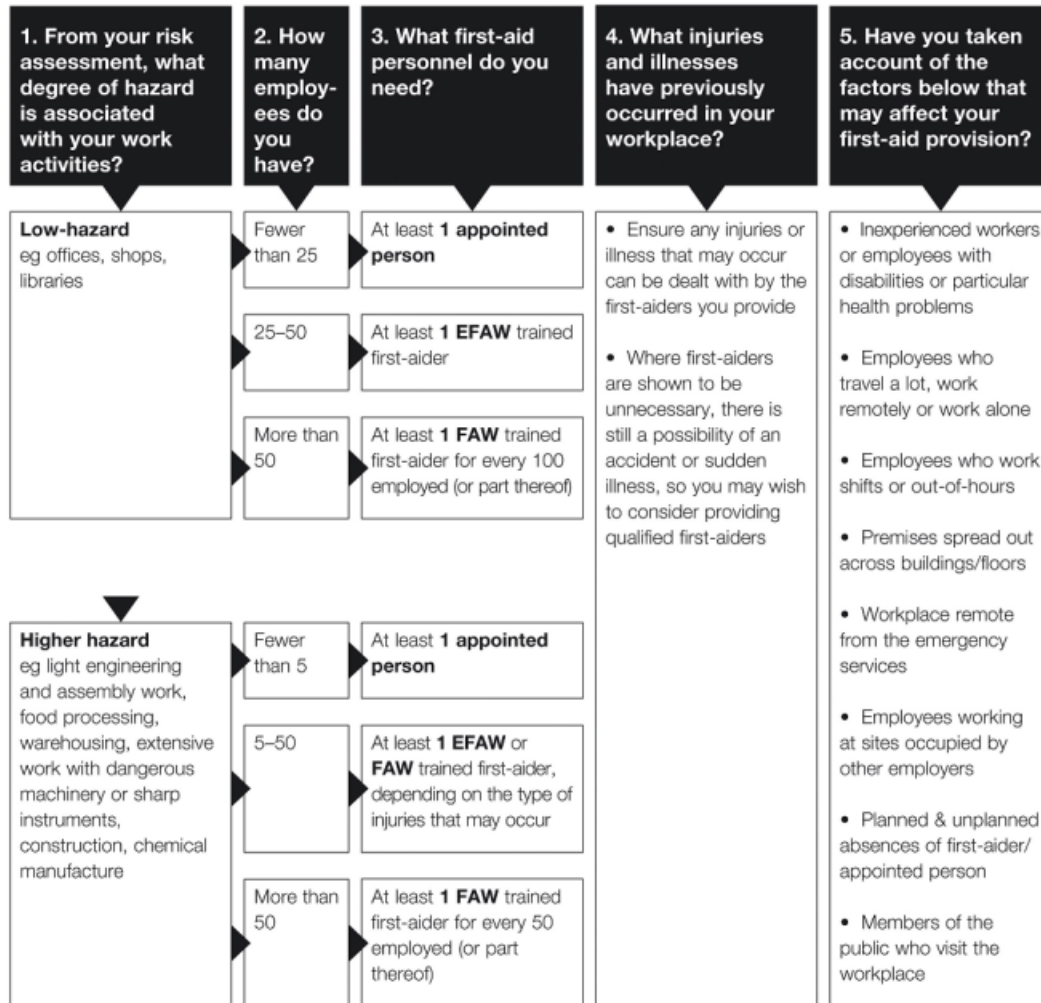 1. From your risk
assessment, what
degree of hazard
is associated
with your work
activities?
2. How
many
employ-
ees do
you
have?
3. What first-aid
personnel do you
need?
4. What injuries
and illnesses
have previously
occurred in your
workplace?
5. Have you taken
account of the
factors below that
may affect your
first-aid provision?
Low-hazard
eg offices, shops,
libraries
Fewer
than 25
At least 1 appointed
person
25–50
At least 1 EFAW trained
first-aider
More than
50
At least 1 FAW trained
first-aider for every 100
employed (or part thereof)
Higher hazard
eg light engineering
and assembly work,
food processing,
warehousing, extensive
work with dangerous
machinery or sharp
instruments,
construction, chemical
manufacture
Fewer
than 5
At least 1 appointed
person
5–50
At least 1 EFAW or
FAW trained first-aider,
depending on the type of
injuries that may occur
More than
50
At least 1 FAW trained
first-aider for every 50
employed (or part
thereof)
• Ensure any injuries or
illness that may occur
can be dealt with by the
first-aiders you provide
• Where first-aiders
are shown to be
unnecessary, there is
still a possibility of an
accident or sudden
illness, so you may wish
to consider providing
qualified first-aiders
• Inexperienced workers
or employees with
disabilities or particular
health problems
• Employees who
travel a lot, work
remotely or work alone
• Employees who work
shifts or out-of-hours
• Premises spread out
across buildings/floors
• Workplace remote
from the emergency
services
• Employees working
at sites occupied by
other employers
• Planned & unplanned
absences of first-aider/
appointed person
• Members of the
public who visit the
workplace